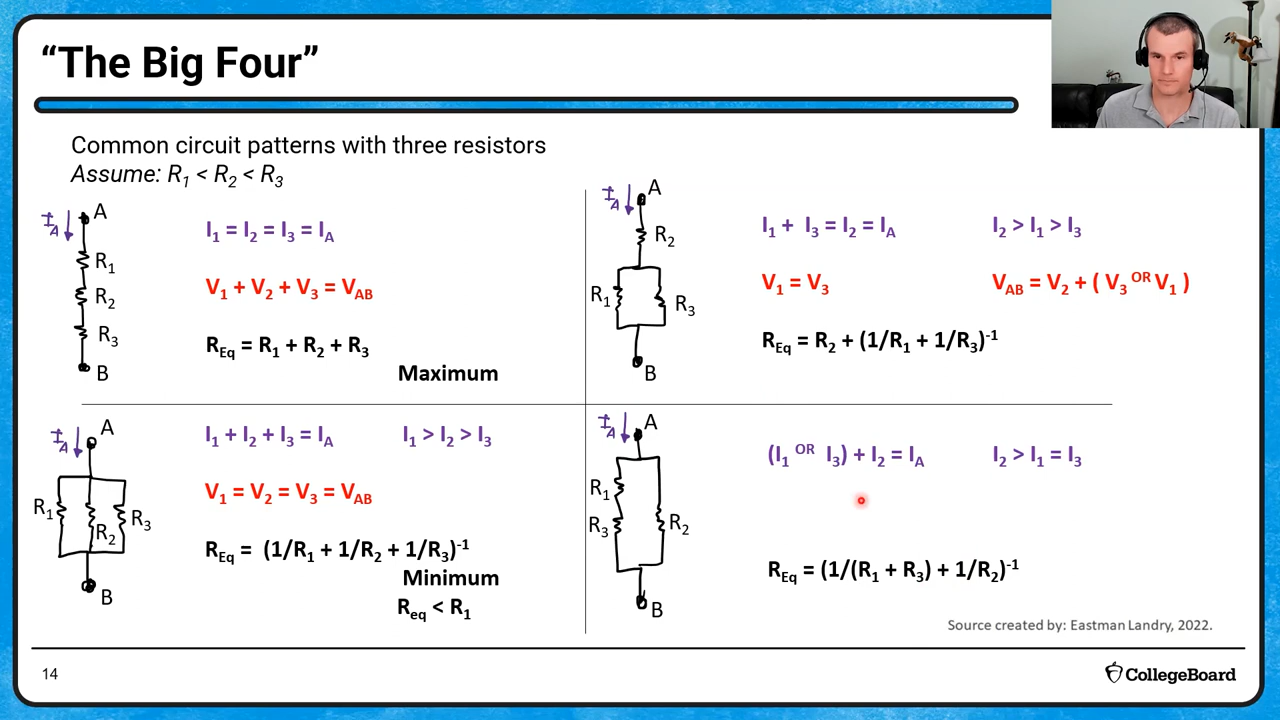 “The Big Four”
Common circuit patterns with three resistors
Assume: R₁ < R₂ < R₃
I_A
A
R₁
R₂
R₃
B
I₁ = I₂ = I₃ = I_A
V₁ + V₂ + V₃ = V_AB
R_Eq = R₁ + R₂ + R₃
Maximum
I_A
A
R₂
R₁
R₃
B
I₁ + I₃ = I₂ = I_A
I₂ > I₁ > I₃
V₁ = V₃
V_AB = V₂ + ( V₃ ᴼᴿ V₁ )
R_Eq = R₂ + (1/R₁ + 1/R₃)⁻¹
I_A
A
R₁
R₂
R₃
B
I₁ + I₂ + I₃ = I_A
I₁ > I₂ > I₃
V₁ = V₂ = V₃ = V_AB
R_Eq = (1/R₁ + 1/R₂ + 1/R₃)⁻¹
Minimum
R_eq < R₁
I_A
A
R₁
R₃
R₂
B
(I₁ ᴼᴿ I₃) + I₂ = I_A
I₂ > I₁ = I₃
R_Eq = (1/(R₁ + R₃) + 1/R₂)⁻¹
Source created by: Eastman Landry, 2022.
14
CollegeBoard